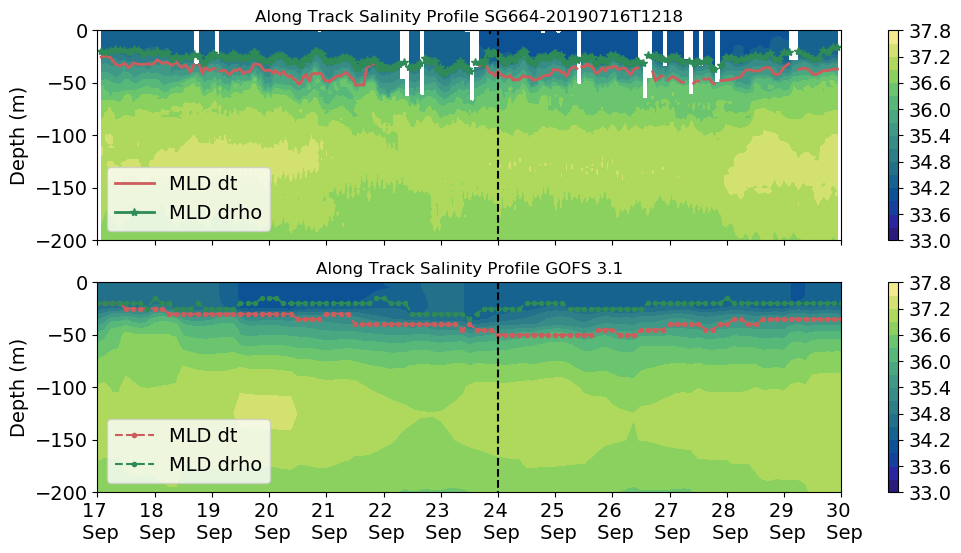 Along Track Salinity Profile SG664-20190716T1218
0
−50
−100
−150
−200
Depth (m)
MLD dt
MLD drho
37.8
37.2
36.6
36.0
35.4
34.8
34.2
33.6
33.0
Along Track Salinity Profile GOFS 3.1
0
−50
−100
−150
−200
Depth (m)
MLD dt
MLD drho
37.8
37.2
36.6
36.0
35.4
34.8
34.2
33.6
33.0
17 18 19 20 21 22 23 24 25 26 27 28 29 30
Sep Sep Sep Sep Sep Sep Sep Sep Sep Sep Sep Sep Sep Sep